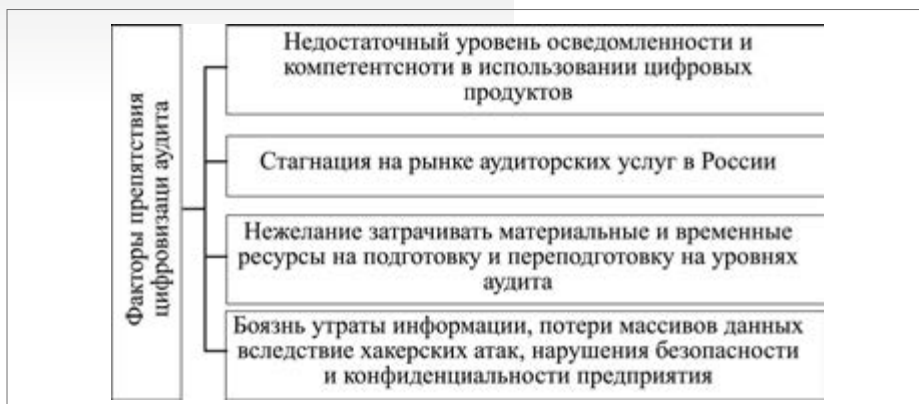 Факторы препятствия
цифровизаци аудита
Недостаточный уровень осведомленности и
компетентсноти в использовании цифровых
продуктов
Стагнация на рынке аудиторских услуг в России
Нежелание затрачивать материальные и временные
ресурсы на подготовку и переподготовку на уровнях
аудита
Боязнь утраты информации, потери массивов данных
вследствие хакерских атак, нарушения безопасности
и конфиденциальности предприятия